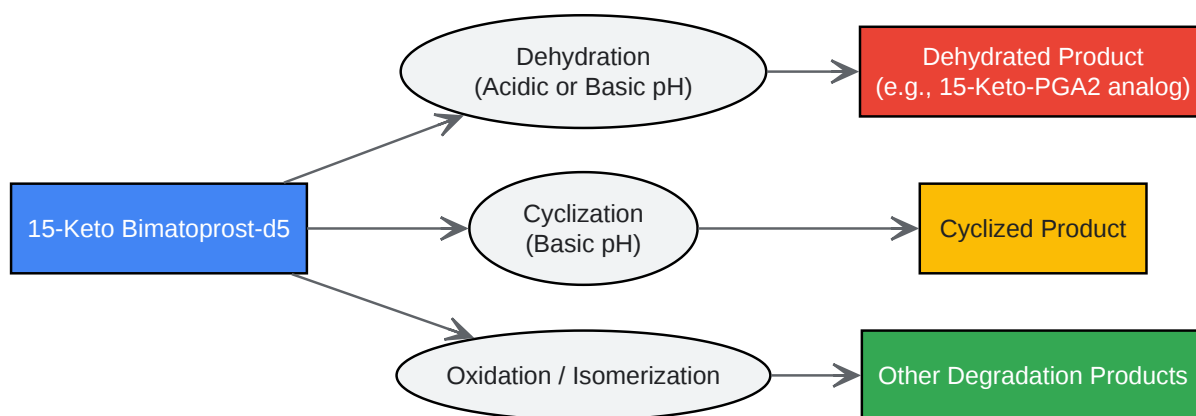 Dehydration
(Acidic or Basic pH)
Dehydrated Product
(e.g., 15-Keto-PGA2 analog)
15-Keto Bimatoprost-d5
Cyclization
(Basic pH)
Cyclized Product
Oxidation / Isomerization
Other Degradation Products